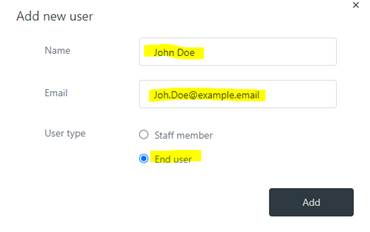 ×
Add new user
Name
John Doe
Email
Joh.Doe@example.email
User type
Staff member
End user
Add